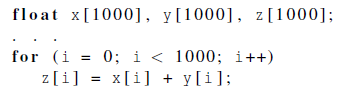 float x[1000], y[1000], z[1000];
. . .
for (i = 0; i < 1000; i++)
z[i] = x[i] + y[i];